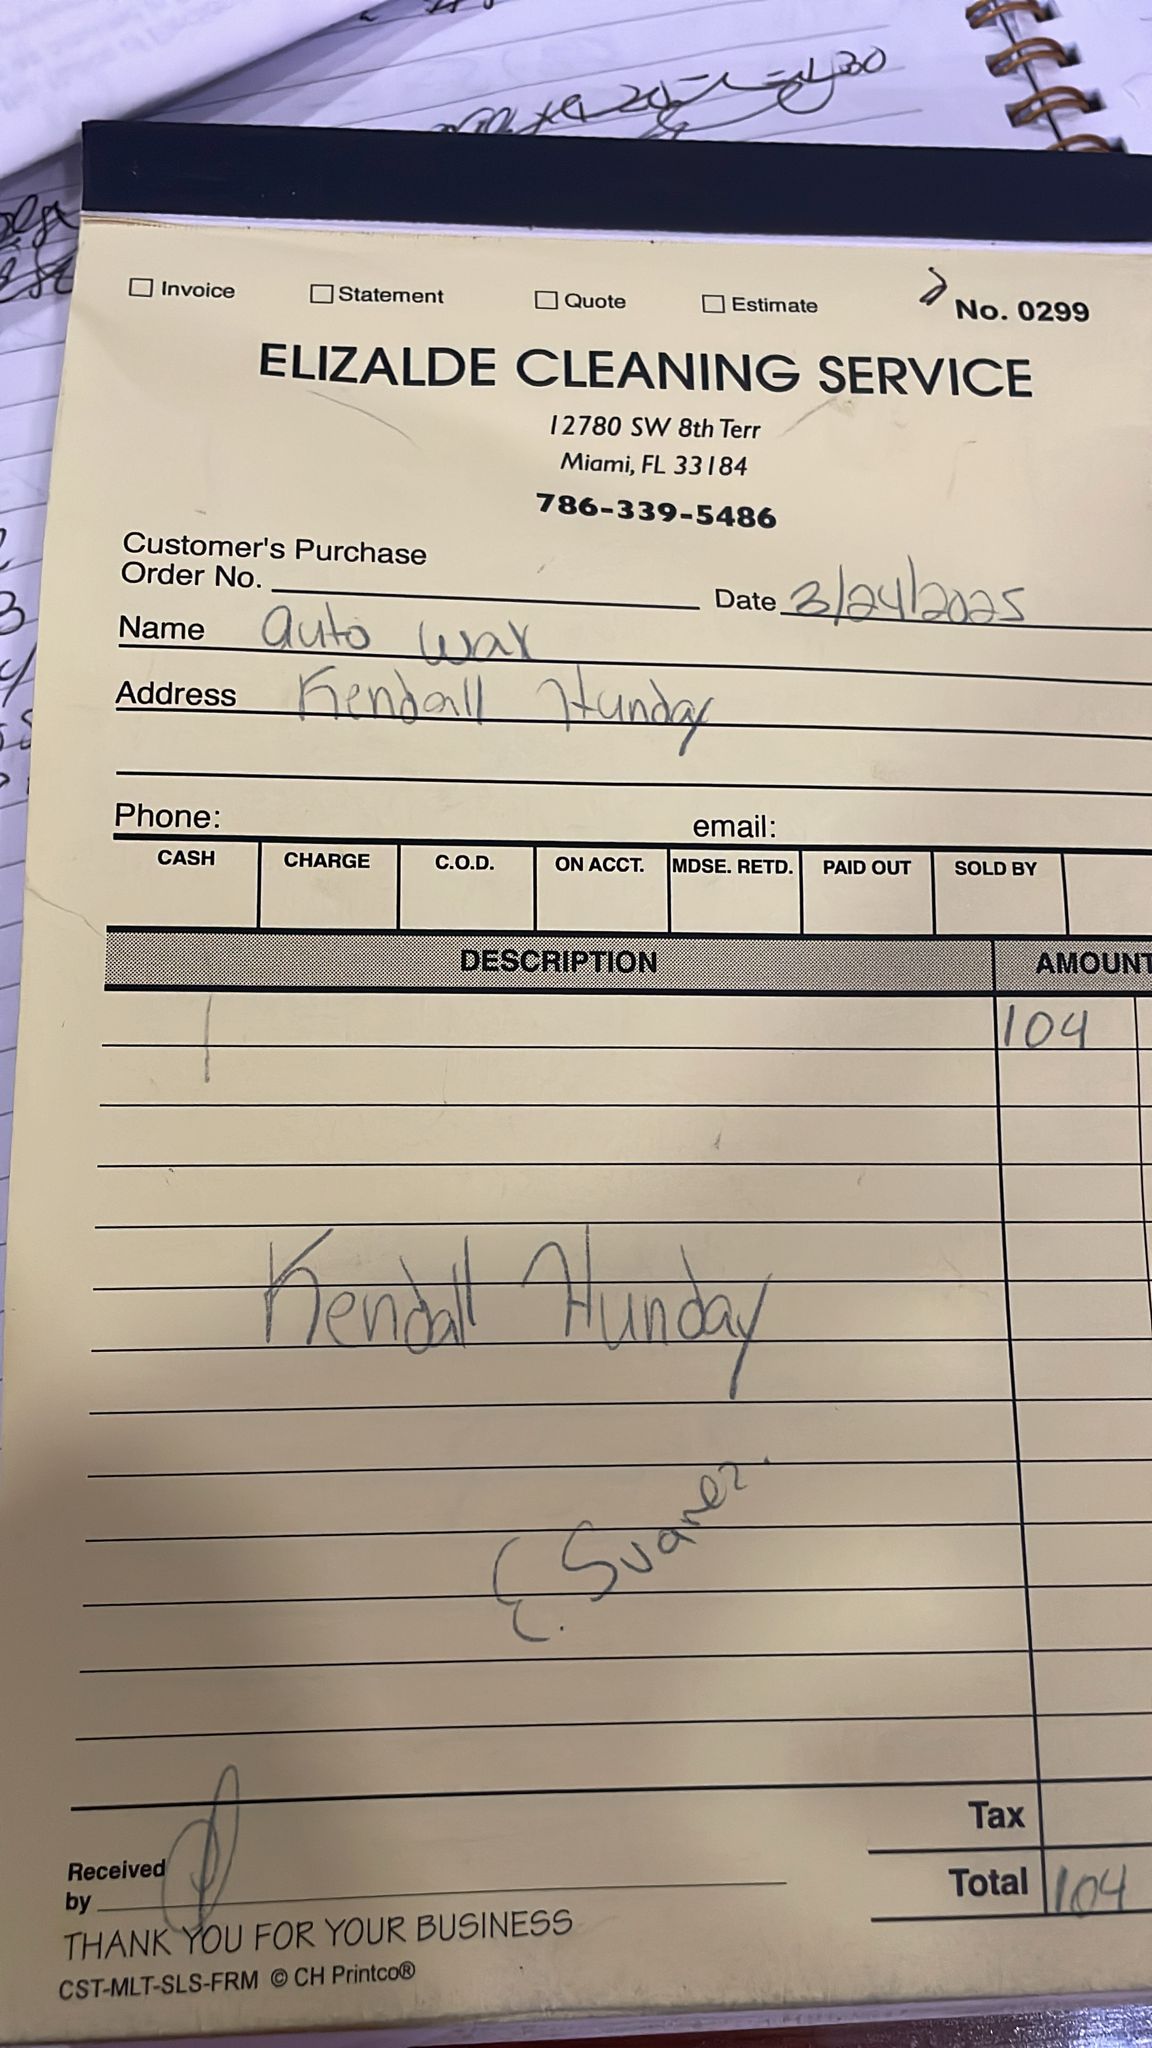 Invoice Statement Quote Estimate No. 0299
ELIZALDE CLEANING SERVICE
12780 SW 8th Terr
Miami, FL 33184
786-339-5486
Customer's Purchase
Order No. Date 3/24/2025
Name auto wax
Address Kendall Hunday
Phone: email:
CASH CHARGE C.O.D. ON ACCT. MDSE. RETD. PAID OUT SOLD BY
DESCRIPTION AMOUNT
104
Kendall Hunday
E. Suarez.
Tax
Received
by
Total 104
THANK YOU FOR YOUR BUSINESS
CST-MLT-SLS-FRM © CH Printco®